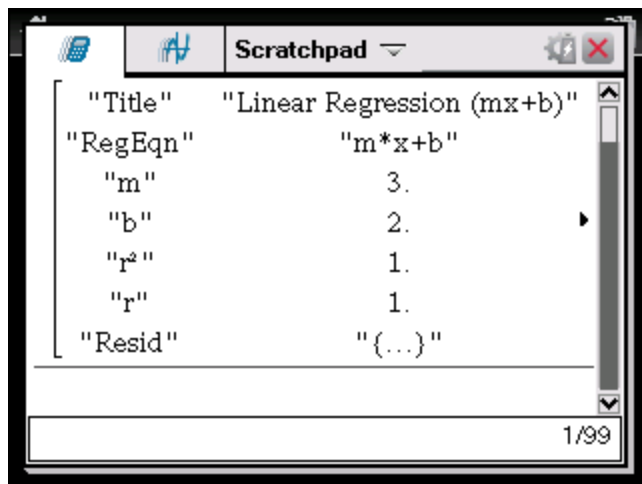 Scratchpad
"Title" "Linear Regression (mx+b)"
"RegEqn" "m*x+b"
"m" 3.
"b" 2.
"r²" 1.
"r" 1.
"Resid" "{...}"
1/99